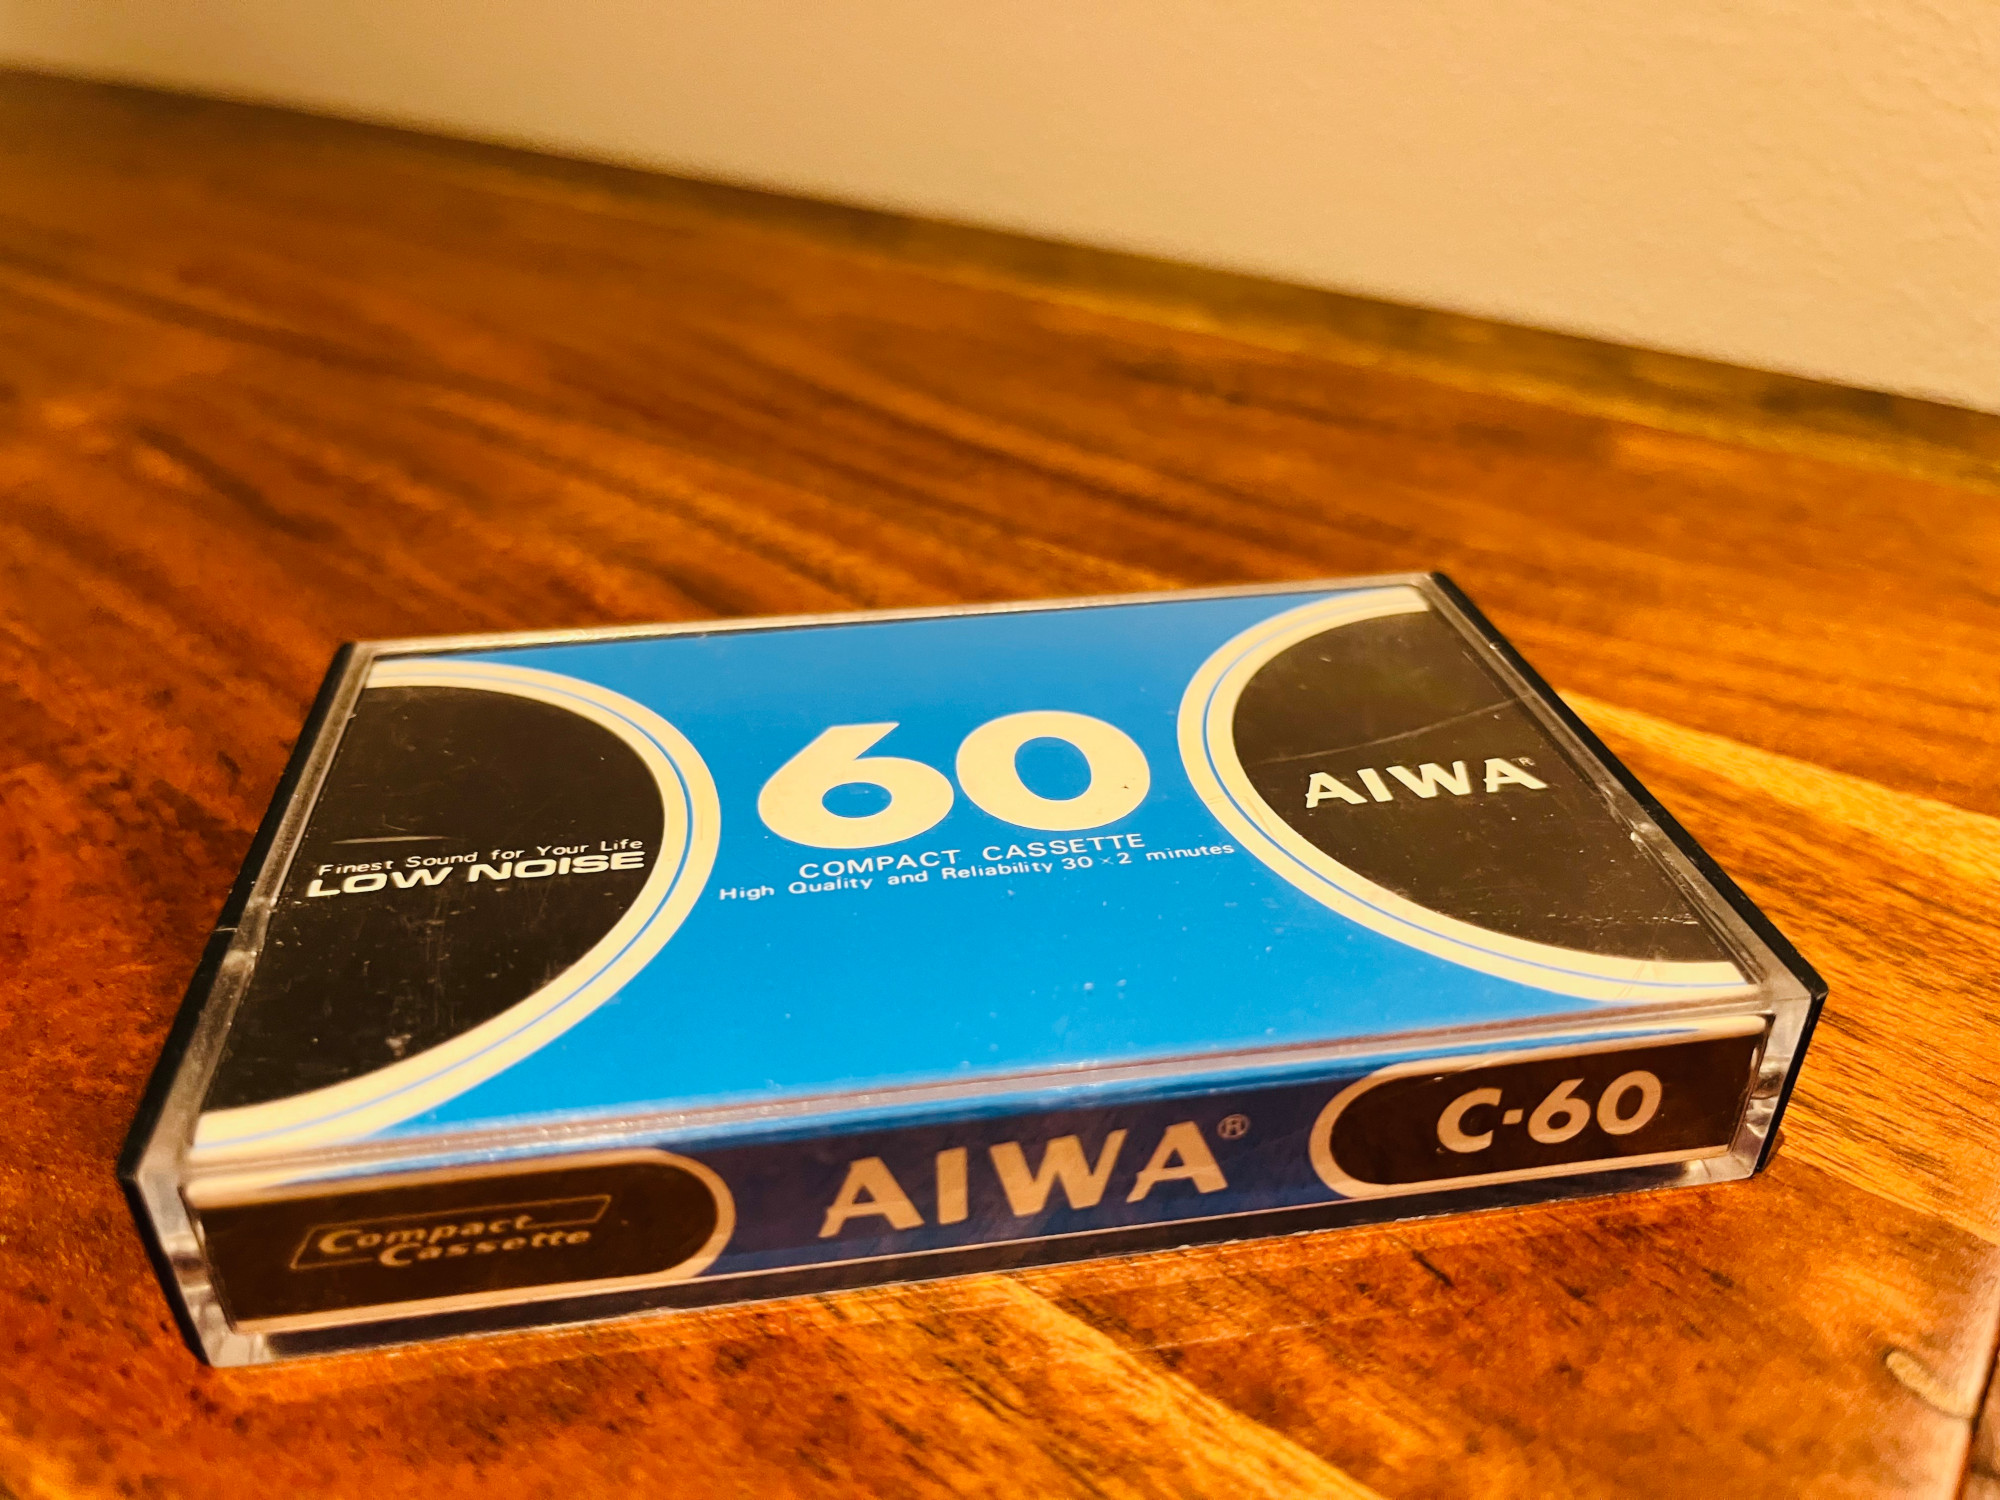 60
COMPACT CASSETTE
High Quality and Reliability 30×2 minutes
Finest Sound for Your Life
LOW NOISE
AIWA®
Compact
Cassette
AIWA®
C-60